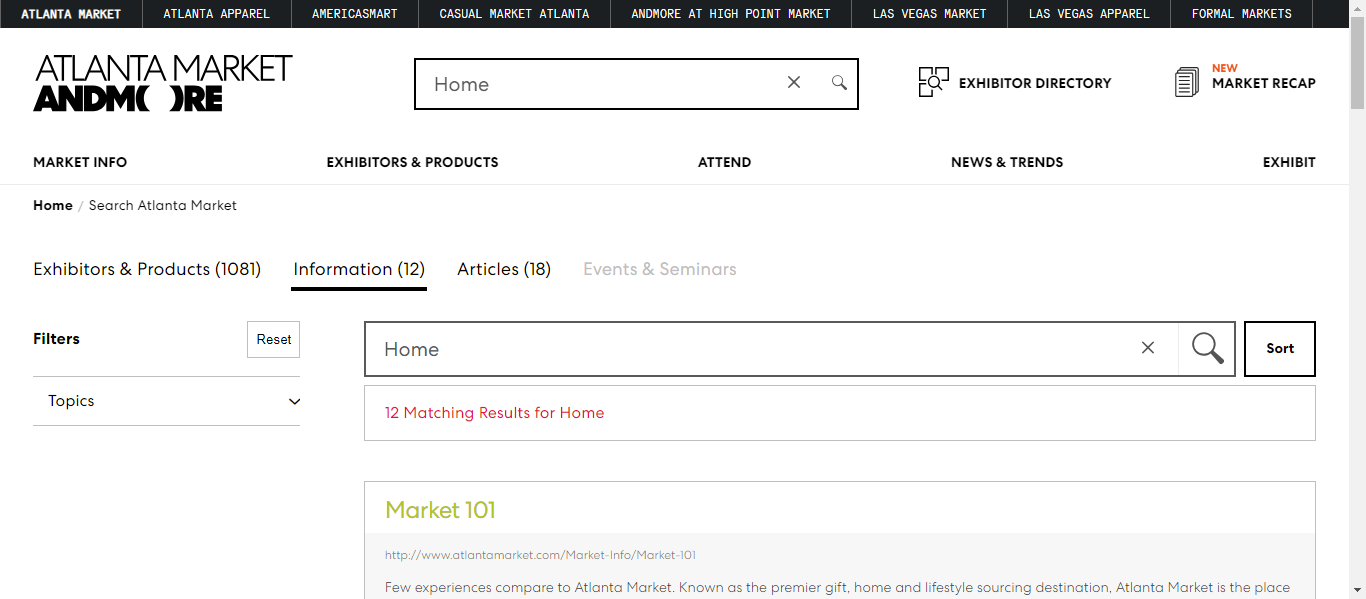 ATLANTA MARKET ATLANTA APPAREL AMERICASMART CASUAL MARKET ATLANTA ANDMORE AT HIGH POINT MARKET LAS VEGAS MARKET LAS VEGAS APPAREL FORMAL MARKETS
ATLANTA MARKET
ANDMORE
Home
EXHIBITOR DIRECTORY
NEW
MARKET RECAP
MARKET INFO EXHIBITORS & PRODUCTS ATTEND NEWS & TRENDS EXHIBIT
Home / Search Atlanta Market
Exhibitors & Products (1081) Information (12) Articles (18) Events & Seminars
Filters Reset
Topics
Home
Sort
12 Matching Results for Home
Market 101
http://www.atlantamarket.com/Market-Info/Market-101
Few experiences compare to Atlanta Market. Known as the premier gift, home and lifestyle sourcing destination, Atlanta Market is the place